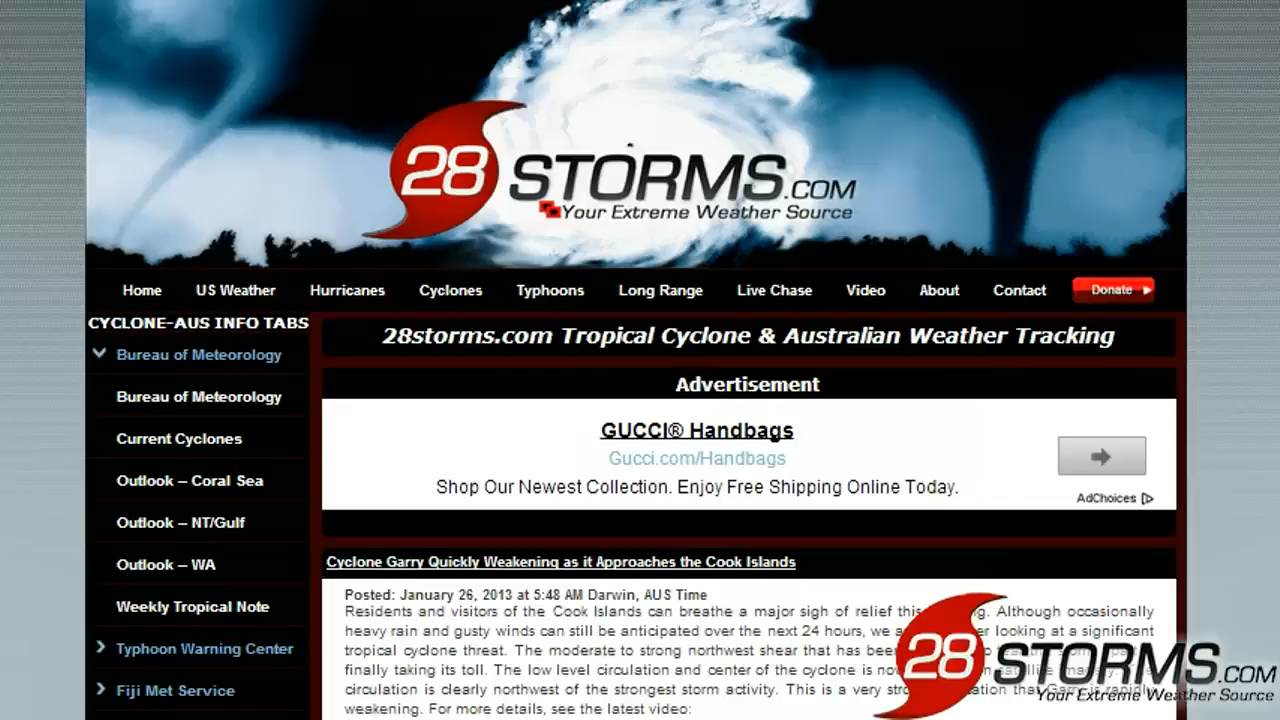 28 STORMS.COM
Your Extreme Weather Source
Home US Weather Hurricanes Cyclones Typhoons Long Range Live Chase Video About Contact Donate
CYCLONE-AUS INFO TABS
Bureau of Meteorology
Bureau of Meteorology
Current Cyclones
Outlook – Coral Sea
Outlook – NT/Gulf
Outlook – WA
Weekly Tropical Note
Typhoon Warning Center
Fiji Met Service
28storms.com Tropical Cyclone & Australian Weather Tracking
Advertisement
GUCCI® Handbags
Gucci.com/Handbags
Shop Our Newest Collection. Enjoy Free Shipping Online Today.
AdChoices
Cyclone Garry Quickly Weakening as it Approaches the Cook Islands
Posted: January 26, 2013 at 5:48 AM Darwin, AUS Time
Residents and visitors of the Cook Islands can breathe a major sigh of relief this Although occasionally
heavy rain and gusty winds can still be anticipated over the next 24 hours, we looking at a significant
tropical cyclone threat. The moderate to strong northwest shear that has been
finally taking its toll. The low level circulation and center of the cyclone is
circulation is clearly northwest of the strongest storm activity. This is a very
weakening. For more details, see the latest video:
28 STORMS.COM
Your Extreme Weather Source